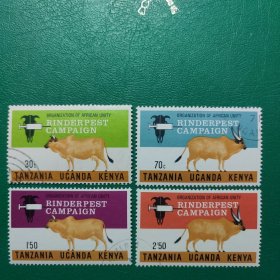 ORGANIZATION OF AFRICAN UNITY
RINDERPEST
CAMPAIGN
30c
TANZANIA UGANDA KENYA
ORGANIZATION OF AFRICAN UNITY
RINDERPEST
CAMPAIGN
70c
TANZANIA UGANDA KENYA
ORGANIZATION OF AFRICAN UNITY
RINDERPEST
CAMPAIGN
1'50
TANZANIA UGANDA KENYA
ORGANIZATION OF AFRICAN UNITY
RINDERPEST
CAMPAIGN
2'50
TANZANIA UGANDA KENYA